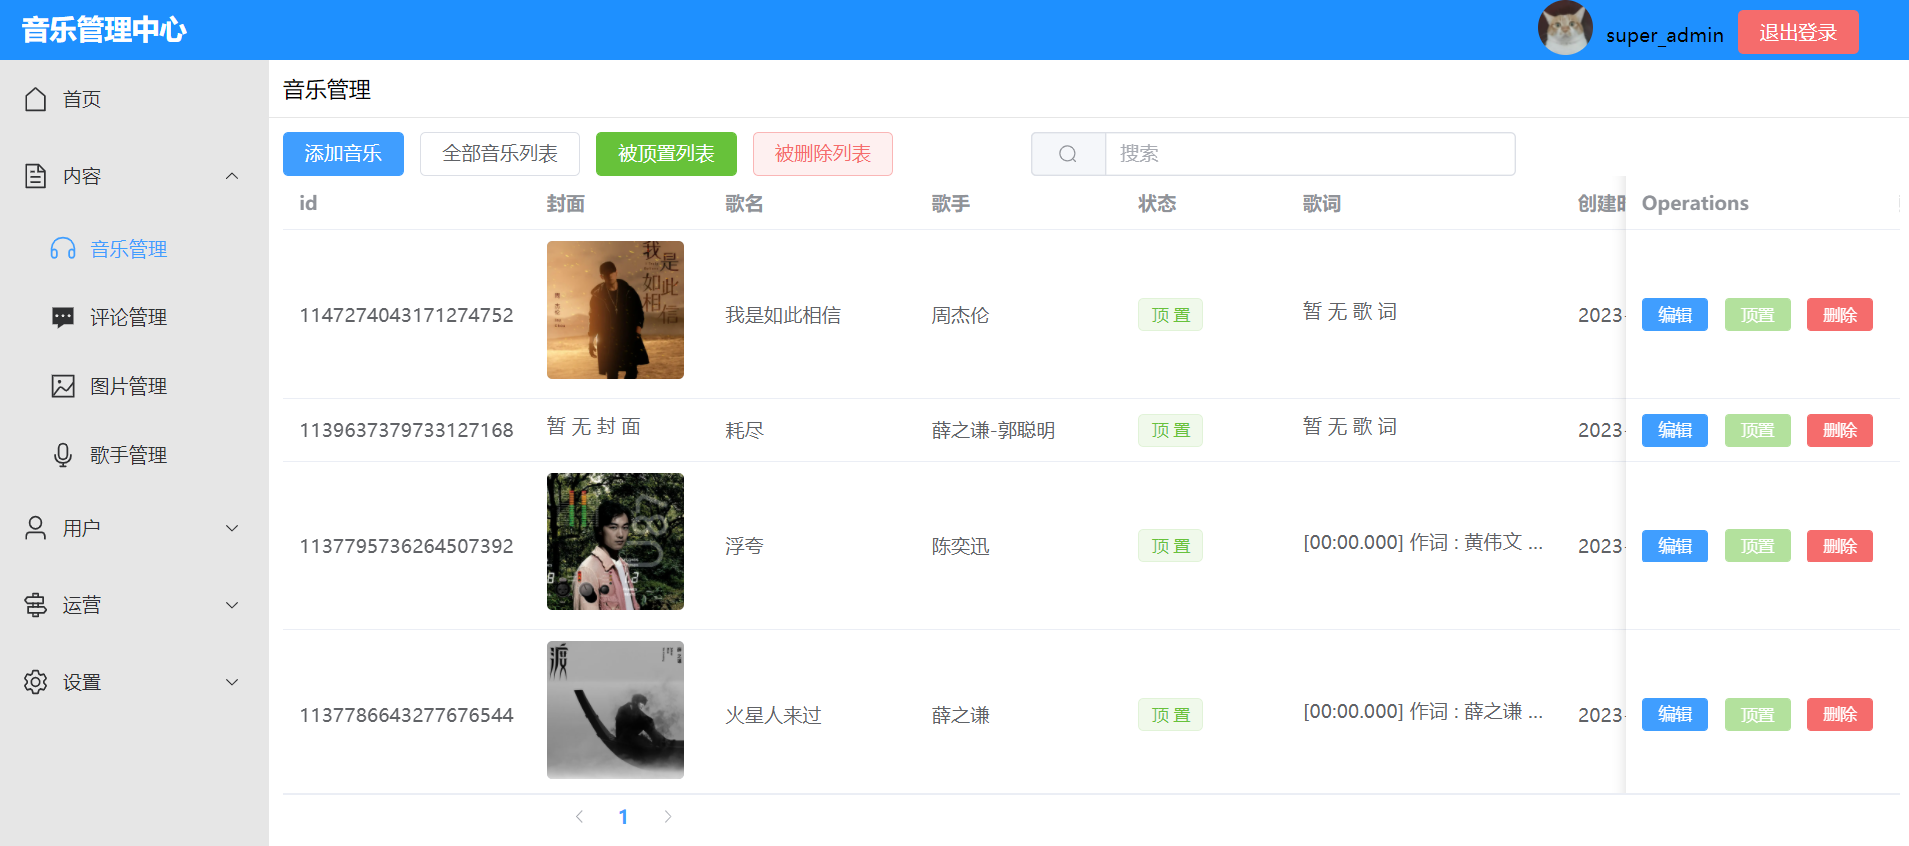 音乐管理中心
super_admin
退出登录
首页
内容
音乐管理
评论管理
图片管理
歌手管理
用户
运营
设置
音乐管理
添加音乐 全部音乐列表 被顶置列表 被删除列表 搜索
id 封面 歌名 歌手 状态 歌词 创建时 Operations
我是如此相信
1147274043171274752 我是如此相信 周杰伦 顶置 暂无歌词 2023- 编辑 顶置 删除
1139637379733127168 暂无封面 耗尽 薛之谦-郭聪明 顶置 暂无歌词 2023- 编辑 顶置 删除
1137795736264507392 浮夸 陈奕迅 顶置 [00:00.000] 作词 : 黄伟文 ... 2023- 编辑 顶置 删除
渡
1137786643277676544 火星人来过 薛之谦 顶置 [00:00.000] 作词 : 薛之谦 ... 2023- 编辑 顶置 删除
1